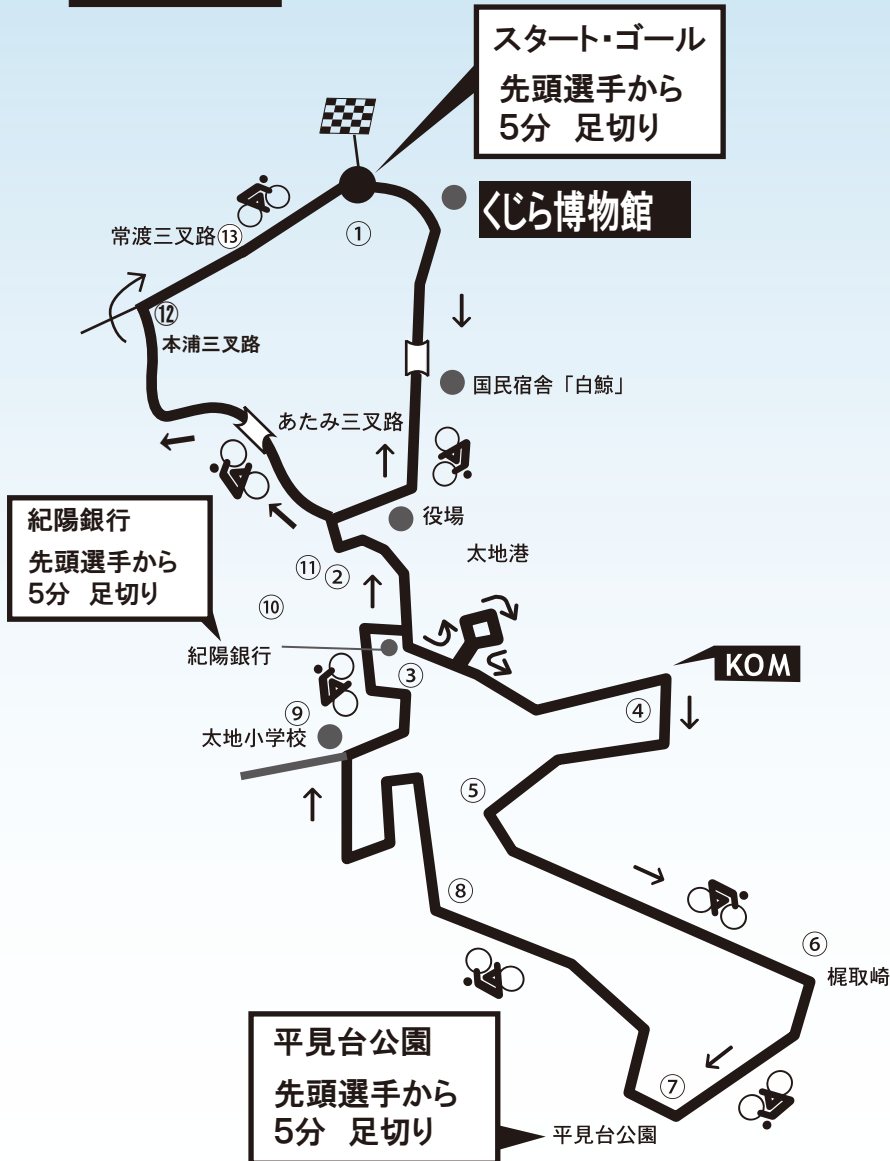 スタート・ゴール
先頭選手から
5分 足切り
くじら博物館
①
常渡三叉路⑬
⑫
本浦三叉路
国民宿舎「白鯨」
あたみ三叉路
役場
太地港
紀陽銀行
先頭選手から
5分 足切り
⑪
②
⑩
紀陽銀行
③
KOM
④
⑨
太地小学校
⑤
⑧
⑥
梶取崎
平見台公園
先頭選手から
5分 足切り
⑦
平見台公園